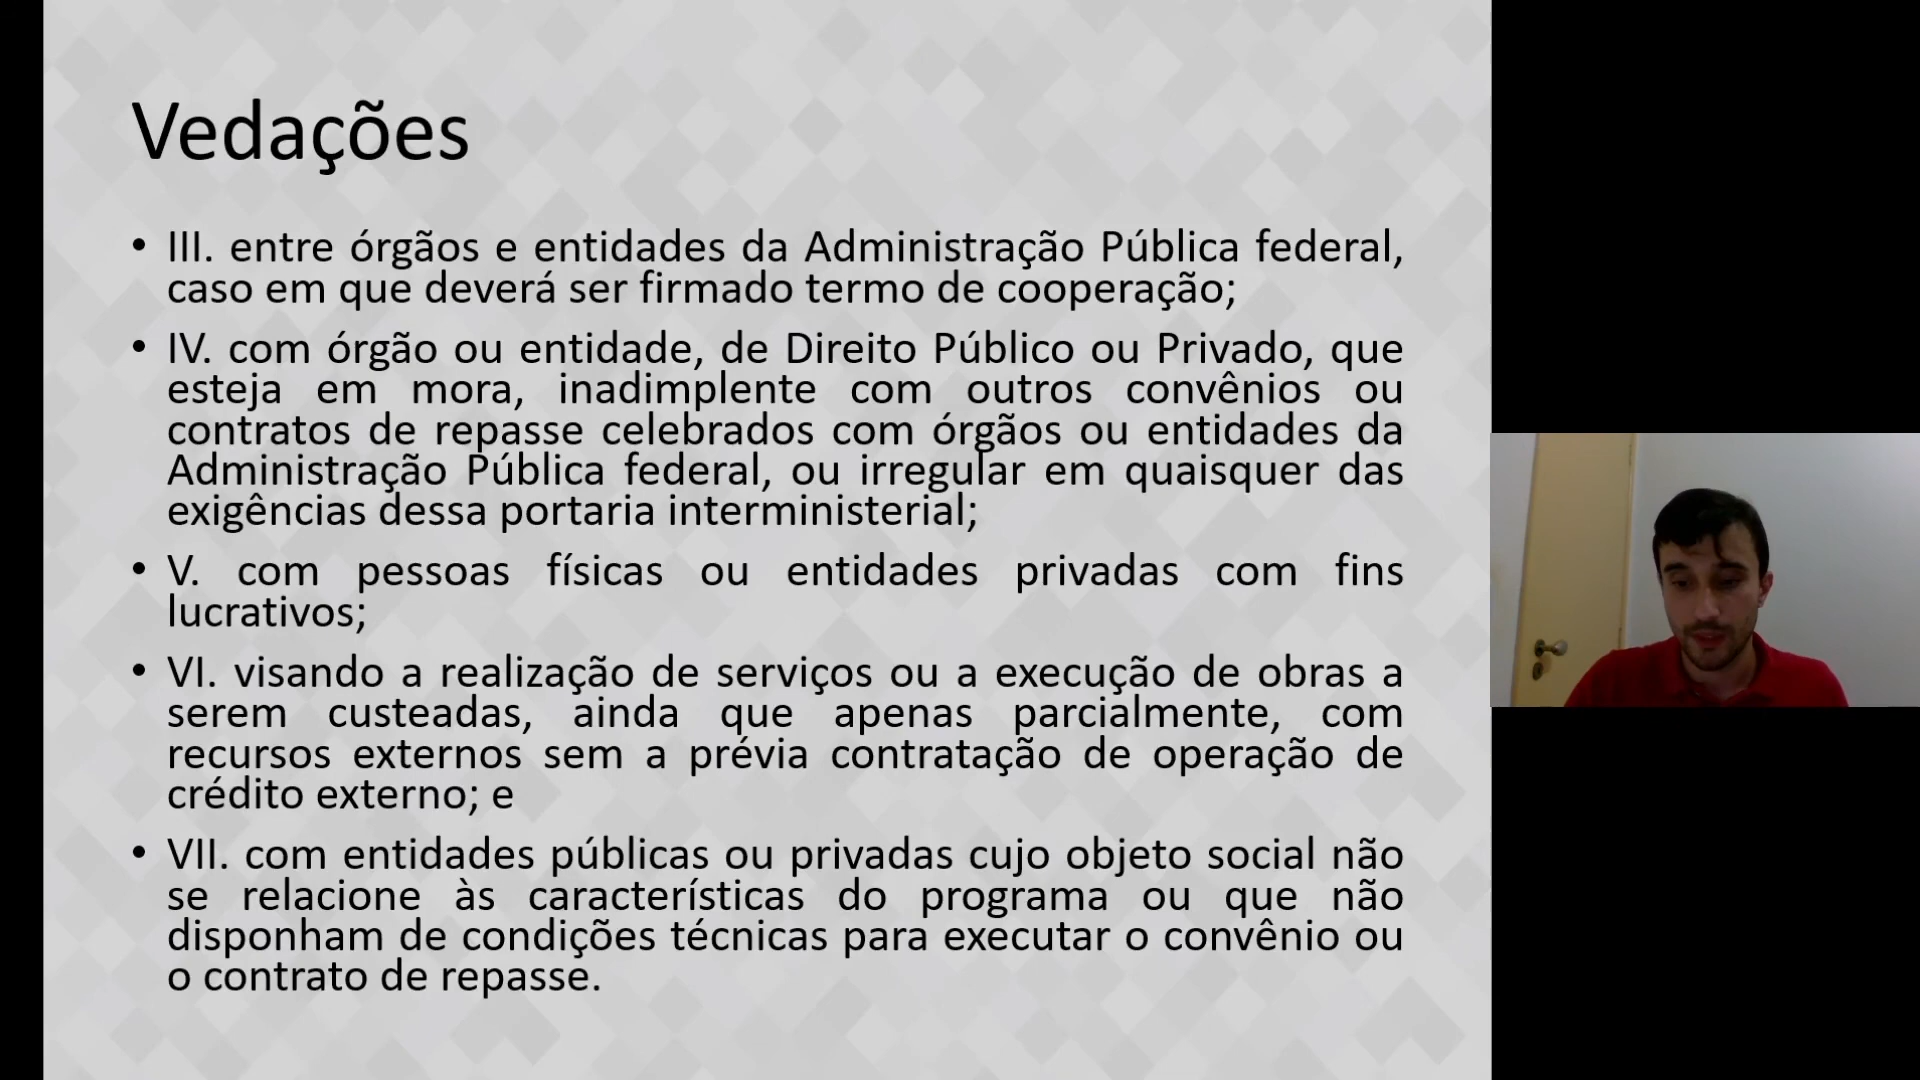 Vedações
• III. entre órgãos e entidades da Administração Pública federal,
caso em que deverá ser firmado termo de cooperação;
• IV. com órgão ou entidade, de Direito Público ou Privado, que
esteja em mora, inadimplente com outros convênios ou
contratos de repasse celebrados com órgãos ou entidades da
Administração Pública federal, ou irregular em quaisquer das
exigências dessa portaria interministerial;
• V. com pessoas físicas ou entidades privadas com fins
lucrativos;
• VI. visando a realização de serviços ou a execução de obras a
serem custeadas, ainda que apenas parcialmente, com
recursos externos sem a prévia contratação de operação de
crédito externo; e
• VII. com entidades públicas ou privadas cujo objeto social não
se relacione às características do programa ou que não
disponham de condições técnicas para executar o convênio ou
o contrato de repasse.